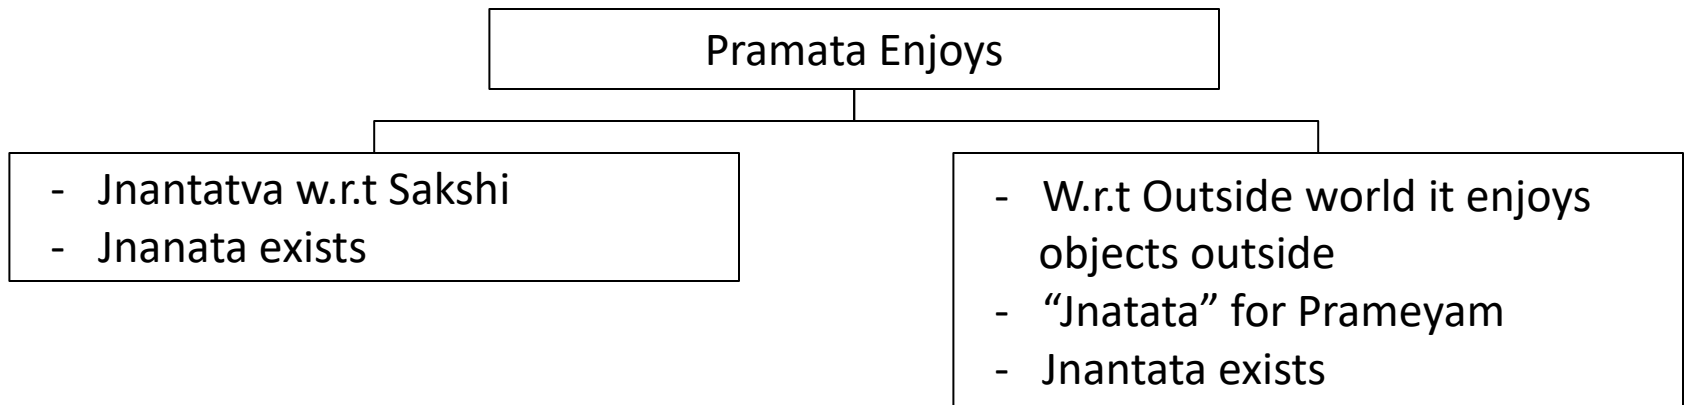 Pramata Enjoys
- Jnantatva w.r.t Sakshi
- Jnanata exists
- W.r.t Outside world it enjoys
objects outside
- “Jnatata” for Prameyam
- Jnantata exists